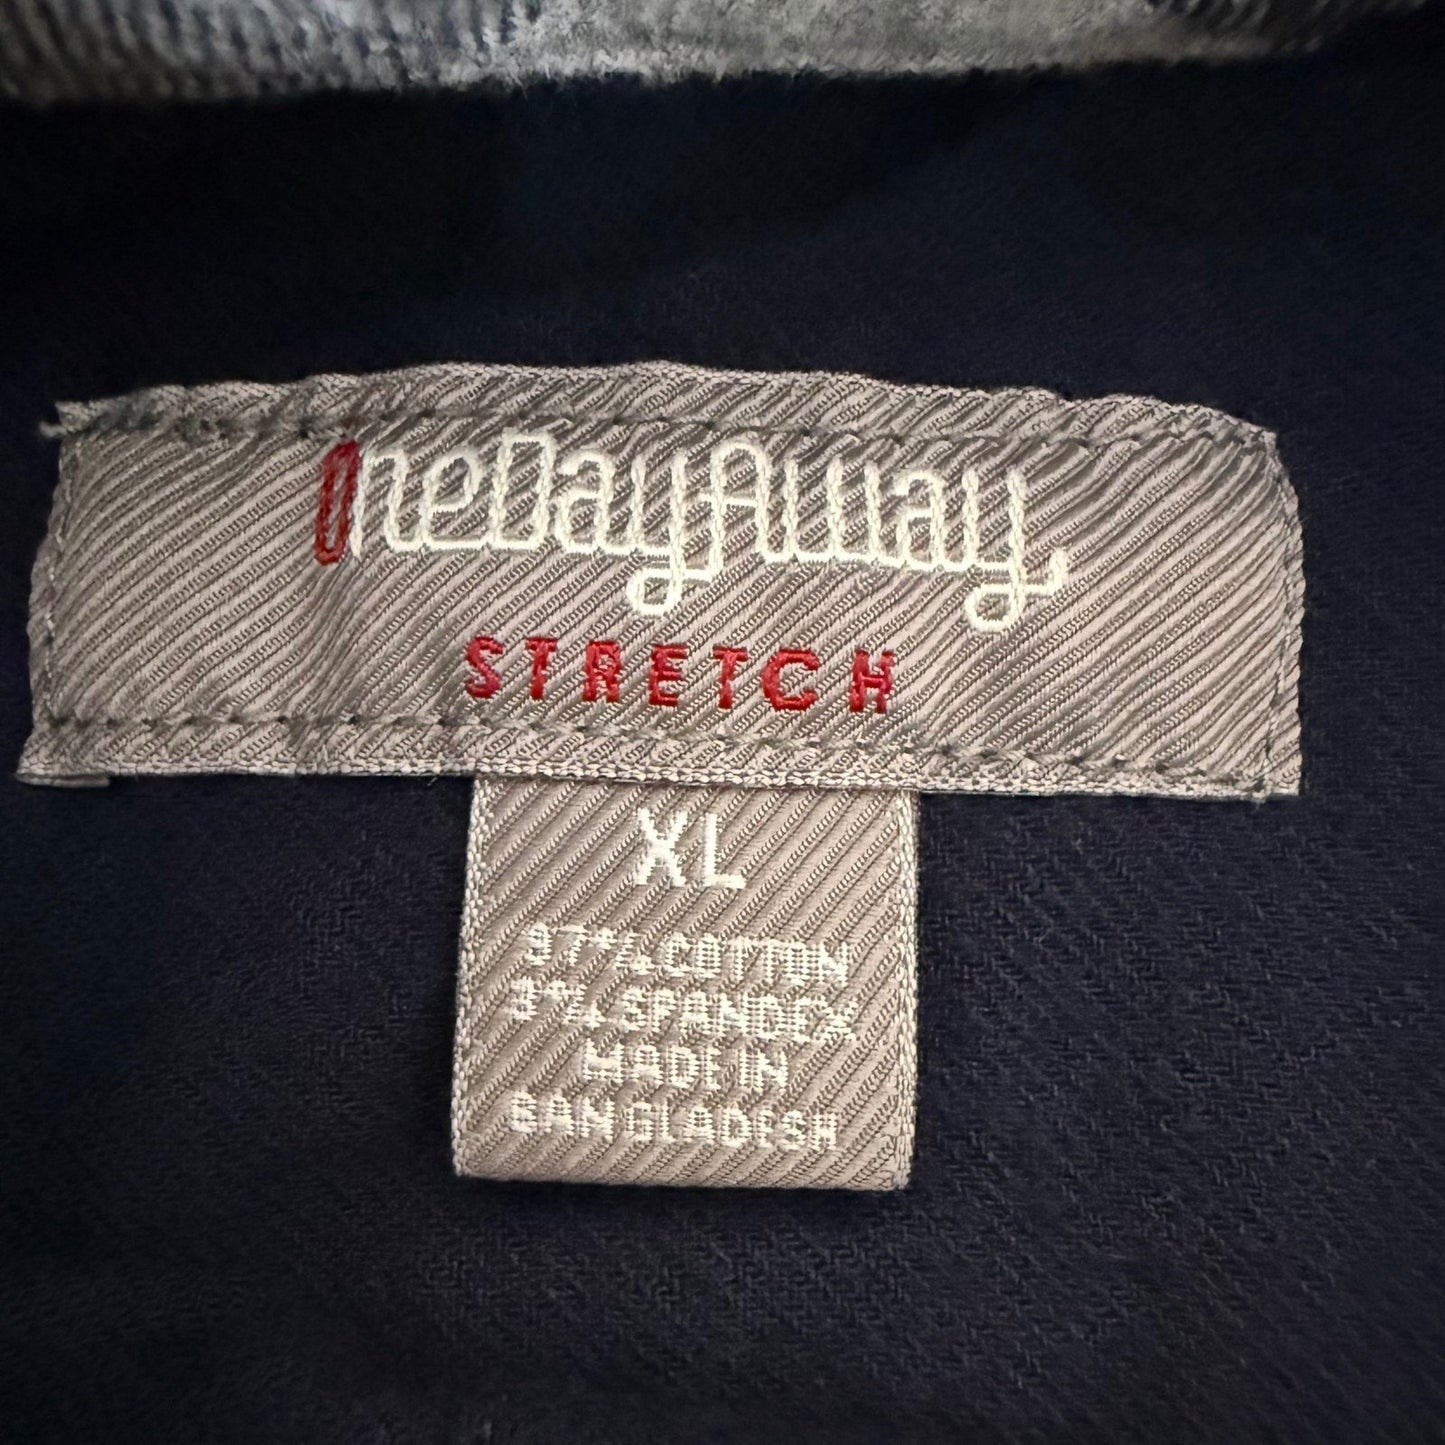 OneDayAway
STRETCH
XL
97% COTTON
3% SPANDEX
MADE IN
BANGLADESH